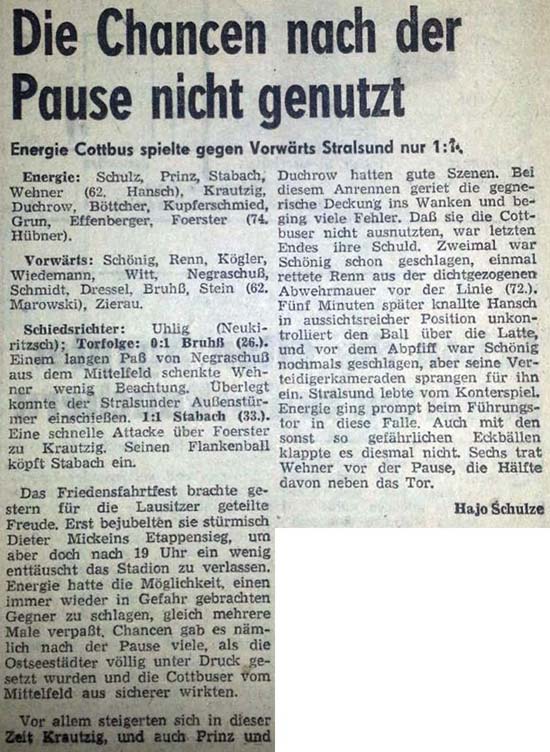 Die Chancen nach der
Pause nicht genutzt
Energie Cottbus spielte gegen Vorwärts Stralsund nur 1:1
Energie: Schulz, Prinz, Stabach,
Wehner (62. Hansch), Krautzig,
Duchrow, Böttcher, Kupferschmied,
Grun, Effenberger, Foerster (74.
Hübner).
Vorwärts: Schönig, Renn, Kögler,
Wiedemann, Witt, Negraschuß,
Schmidt, Dressel, Bruhß, Stein (62.
Marowski), Zierau.
Schiedsrichter: Uhlig (Neuki-
ritzsch); Torfolge: 0:1 Bruhß (26.).
Einem langen Paß von Negraschuß
aus dem Mittelfeld schenkte Weh-
ner wenig Beachtung. Überlegt
konnte der Stralsunder Außenstür-
mer einschießen. 1:1 Stabach (33.).
Eine schnelle Attacke über Foerster
zu Krautzig. Seinen Flankenball
köpft Stabach ein.
Das Friedensfahrtfest brachte ge-
stern für die Lausitzer geteilte
Freude. Erst bejubelten sie stürmisch
Dieter Mickeins Etappensieg, um
aber doch nach 19 Uhr ein wenig
enttäuscht das Stadion zu verlassen.
Energie hatte die Möglichkeit, einen
immer wieder in Gefahr gebrachten
Gegner zu schlagen, gleich mehrere
Male verpaßt. Chancen gab es näm-
lich nach der Pause viele, als die
Ostseestädter völlig unter Druck ge-
setzt wurden und die Cottbuser vom
Mittelfeld aus sicherer wirkten.
Vor allem steigerten sich in dieser
Zeit Krautzig, und auch Prinz und
Duchrow hatten gute Szenen. Bei
diesem Anrennen geriet die gegne-
rische Deckung ins Wanken und be-
ging viele Fehler. Daß sie die Cott-
buser nicht ausnutzten, war letzten
Endes ihre Schuld. Zweimal war
Schönig schon geschlagen, einmal
rettete Renn aus der dichtgezogenen
Abwehrmauer vor der Linie (72.).
Fünf Minuten später knallte Hansch
in aussichtsreicher Position unkon-
trolliert den Ball über die Latte,
und vor dem Abpfiff war Schönig
nochmals geschlagen, aber seine Ver-
teidigerkameraden sprangen für ihn
ein. Stralsund lebte vom Konterspiel.
Energie ging prompt beim Führungs-
tor in diese Falle. Auch mit den
sonst so gefährlichen Eckbällen
klappte es diesmal nicht. Sechs trat
Wehner vor der Pause, die Hälfte
davon neben das Tor.
Hajo Schulze